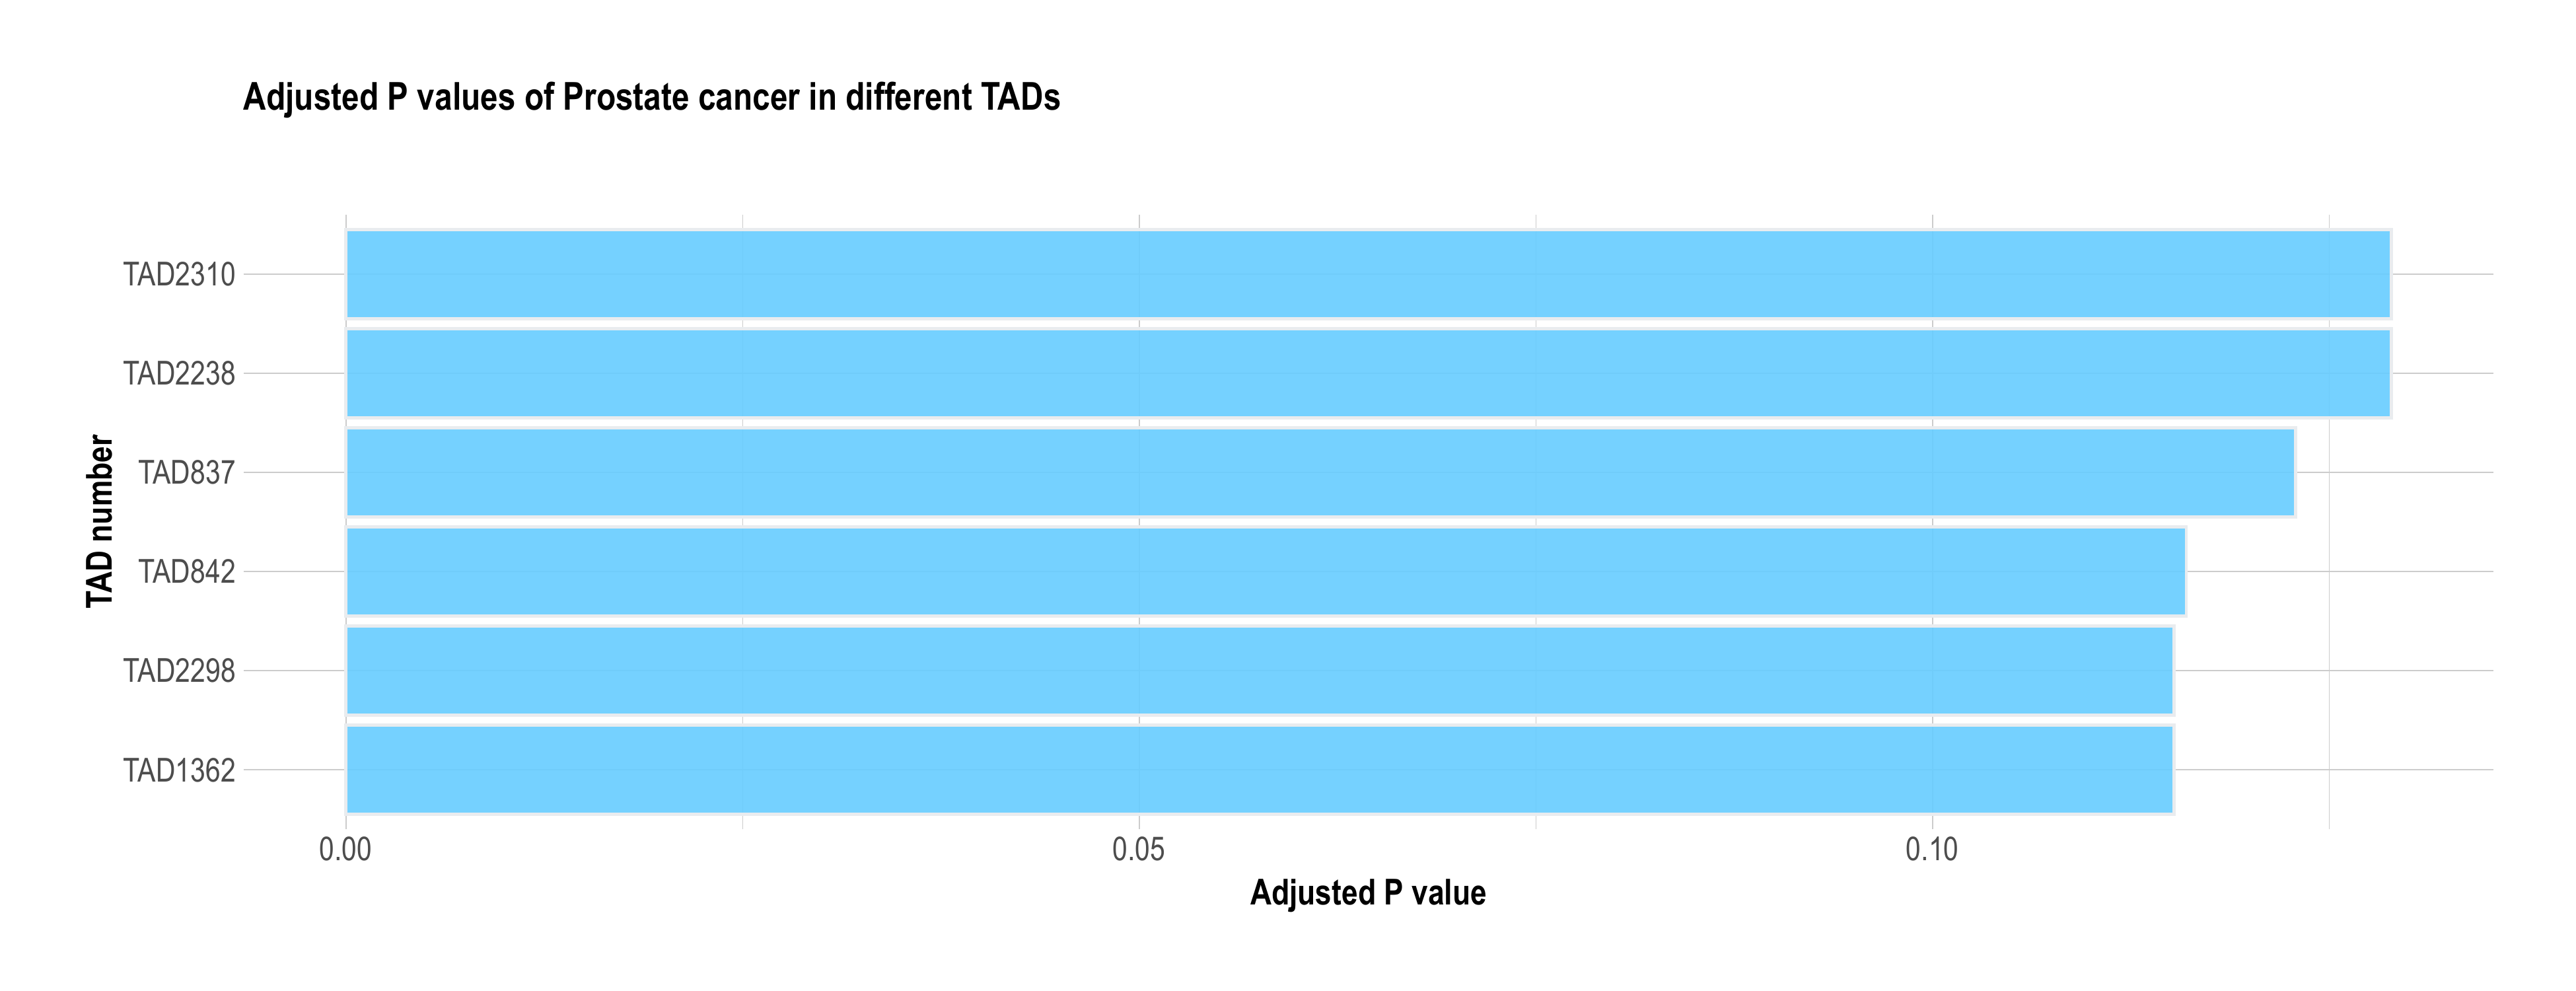 Adjusted P values of Prostate cancer in different TADs
TAD number
TAD2310
TAD2238
TAD837
TAD842
TAD2298
TAD1362
0.00 0.05 0.10
Adjusted P value